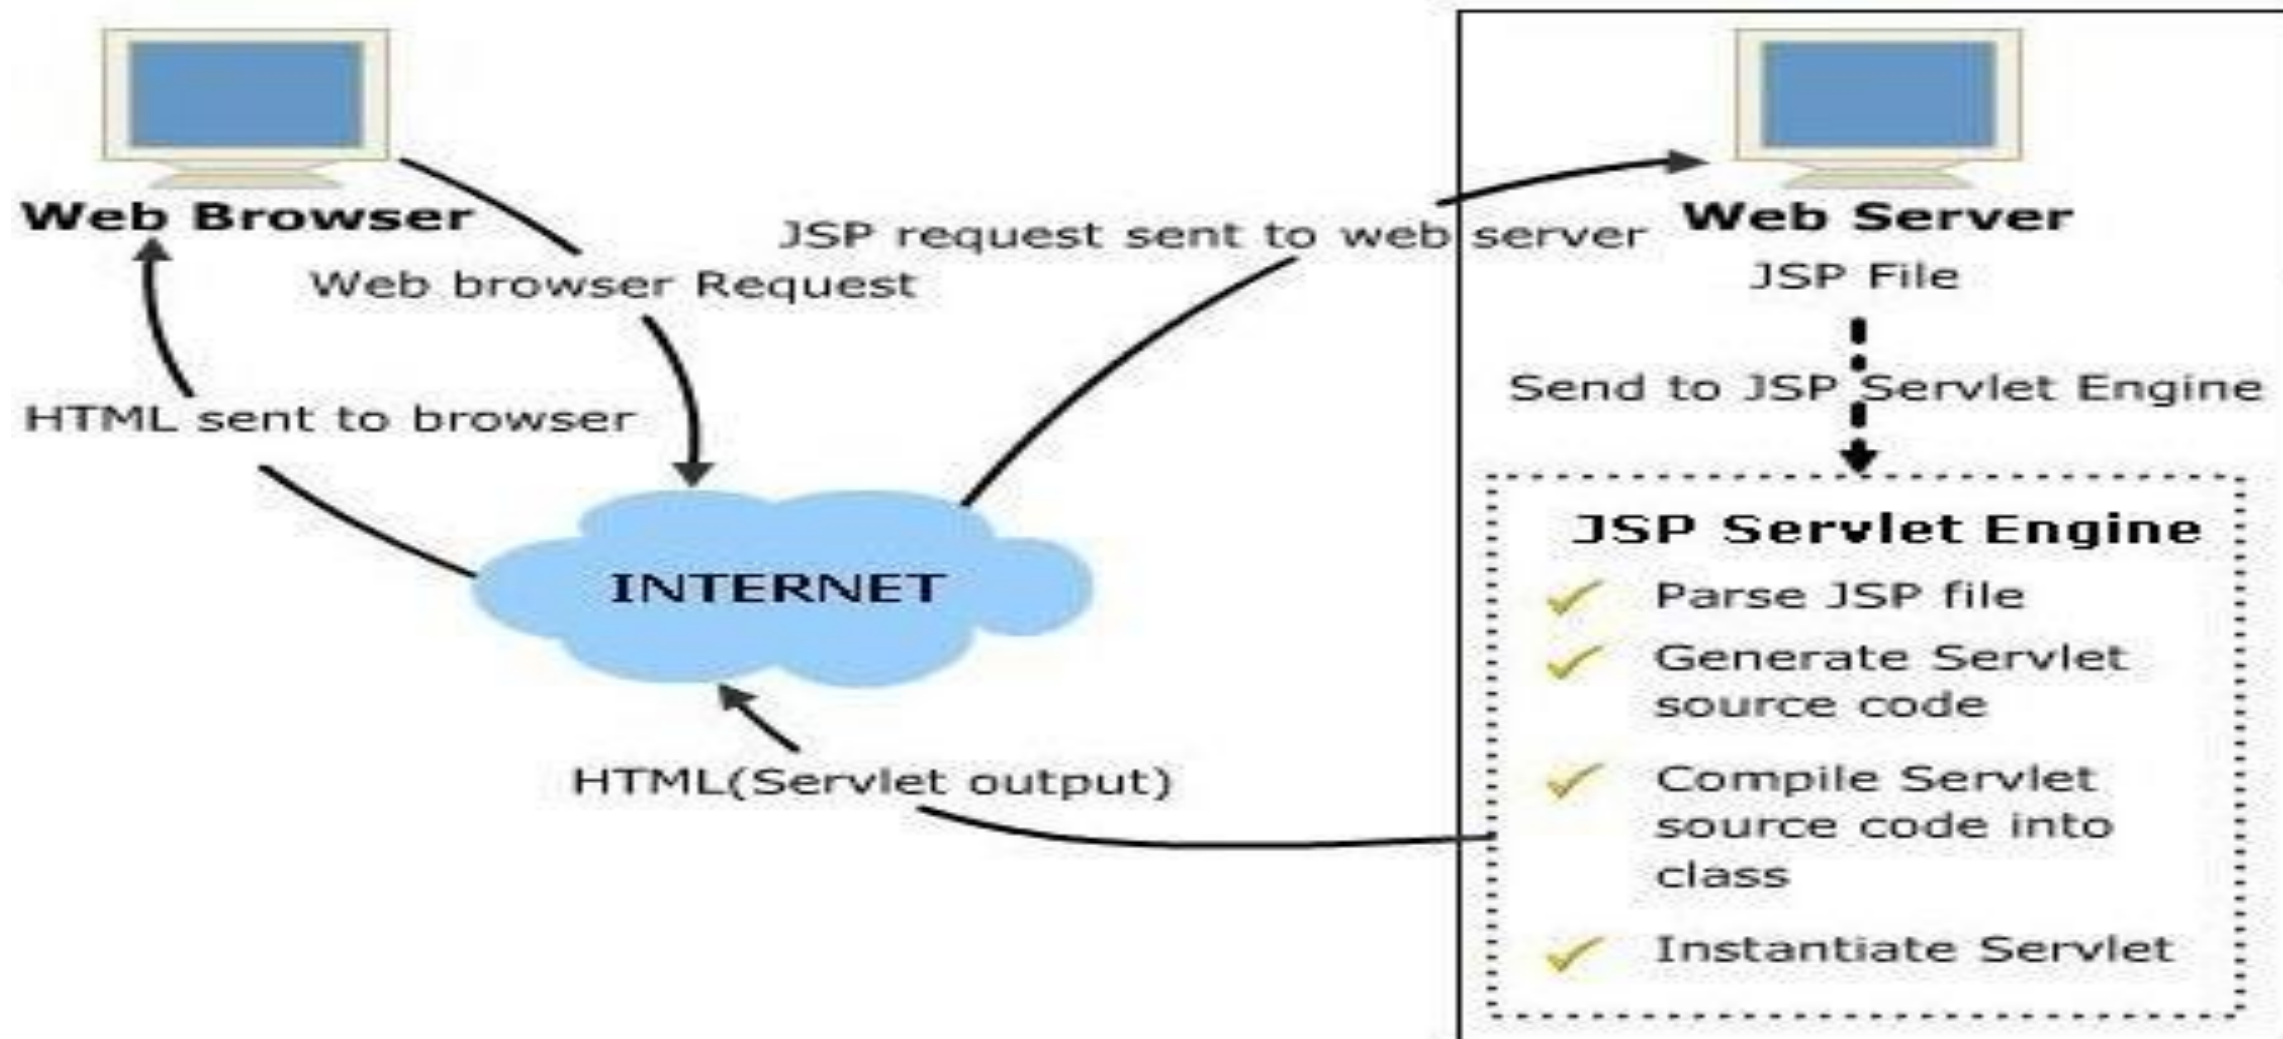 Web Browser
Web browser Request
HTML sent to browser
JSP request sent to web server
Web Server
JSP File
Send to JSP Servlet Engine
INTERNET
HTML(Servlet output)
JSP Servlet Engine
Parse JSP file
Generate Servlet
source code
Compile Servlet
source code into
class
Instantiate Servlet